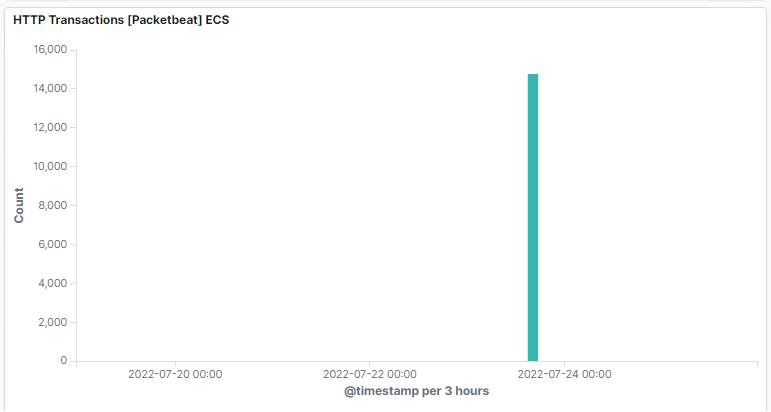 HTTP Transactions [Packetbeat] ECS
16,000
14,000
12,000
10,000
8,000
6,000
4,000
2,000
0
Count
2022-07-20 00:00 2022-07-22 00:00 2022-07-24 00:00
@timestamp per 3 hours